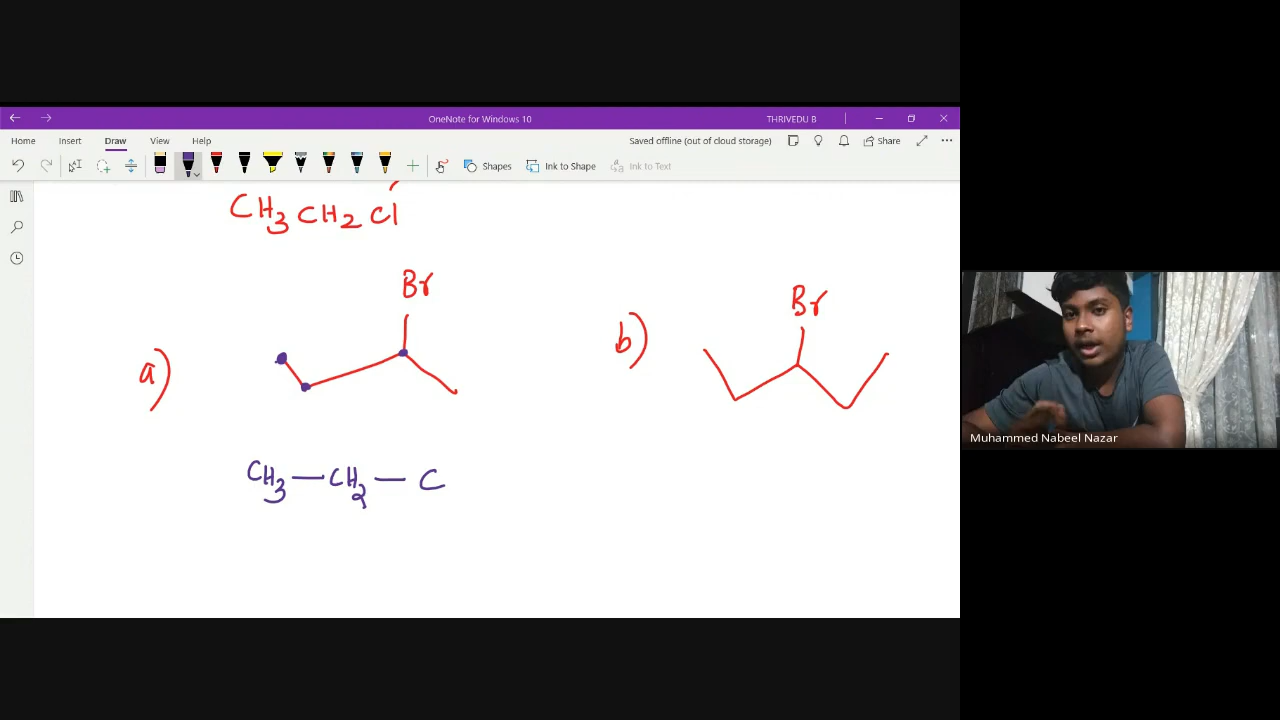 OneNote for Windows 10
THRIVEDU B
Home Insert Draw View Help
Saved offline (out of cloud storage)
Share
Shapes
Ink to Shape
Ink to Text
CH3 CH2 Cl
Br
a)
Br
b)
CH3 — CH2 — C
Muhammed Nabeel Nazar